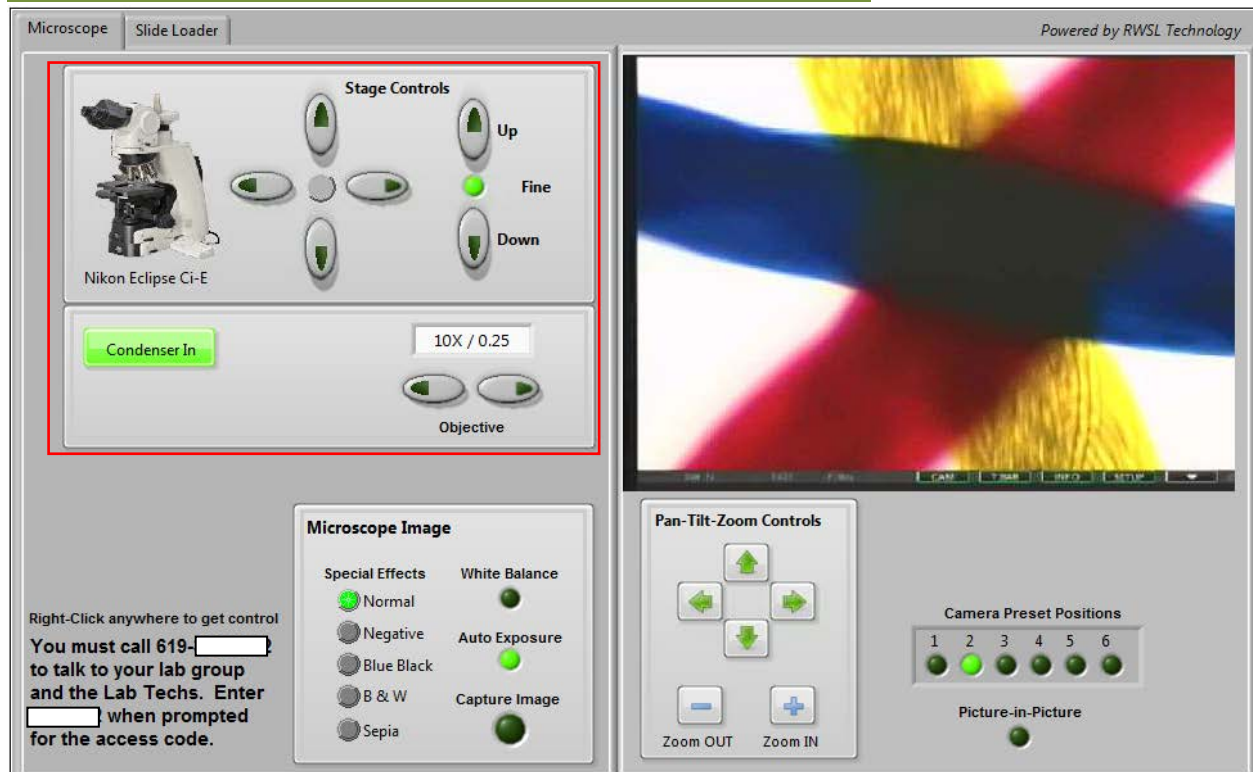 Microscope
Slide Loader
Powered by RWSL Technology
Stage Controls
Up
Fine
Down
Nikon Eclipse Ci-E
Condenser In
10X / 0.25
Objective
CAM
INFO
SETUP
Microscope Image
Special Effects
White Balance
Normal
Negative
Auto Exposure
Blue Black
B & W
Capture Image
Sepia
Right-Click anywhere to get control
You must call 619-
to talk to your lab group
and the Lab Techs. Enter
when prompted
for the access code.
Pan-Tilt-Zoom Controls
Zoom OUT
Zoom IN
Camera Preset Positions
1 2 3 4 5 6
Picture-in-Picture